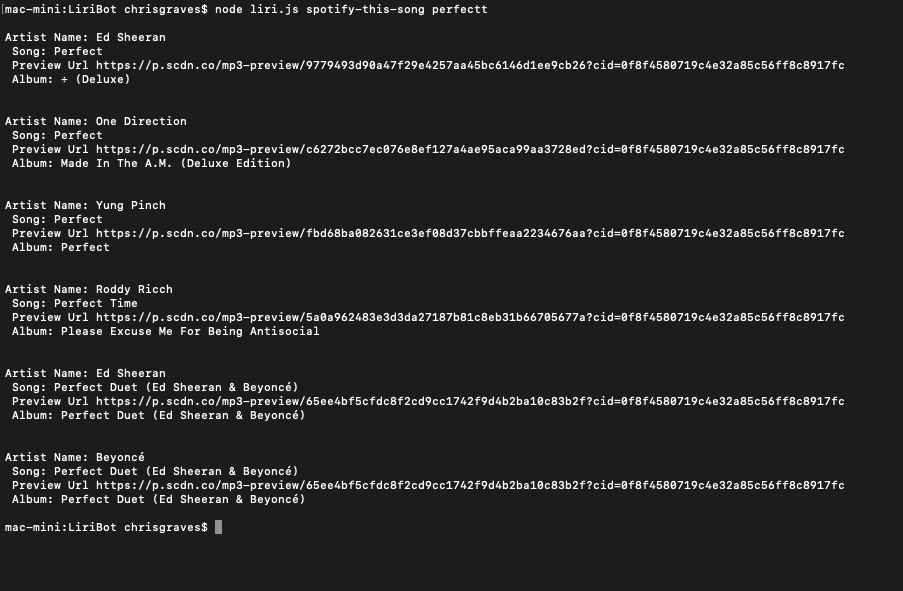 [mac-mini:LiriBot chrisgraves$ node liri.js spotify-this-song perfectt
Artist Name: Ed Sheeran
Song: Perfect
Preview Url https://p.scdn.co/mp3-preview/9779493d90a47f29e4257aa45bc6146d1ee9cb26?cid=0f8f4580719c4e32a85c56ff8c8917fc
Album: ÷ (Deluxe)
Artist Name: One Direction
Song: Perfect
Preview Url https://p.scdn.co/mp3-preview/c6272bcc7ec076e8ef127a4ae95aca99aa3728ed?cid=0f8f4580719c4e32a85c56ff8c8917fc
Album: Made In The A.M. (Deluxe Edition)
Artist Name: Yung Pinch
Song: Perfect
Preview Url https://p.scdn.co/mp3-preview/fbd68ba082631ce3ef08d37cbbffeaa2234676aa?cid=0f8f4580719c4e32a85c56ff8c8917fc
Album: Perfect
Artist Name: Roddy Ricch
Song: Perfect Time
Preview Url https://p.scdn.co/mp3-preview/5a0a962483e3d3da27187b81c8eb31b66705677a?cid=0f8f4580719c4e32a85c56ff8c8917fc
Album: Please Excuse Me For Being Antisocial
Artist Name: Ed Sheeran
Song: Perfect Duet (Ed Sheeran & Beyoncé)
Preview Url https://p.scdn.co/mp3-preview/65ee4bf5cfdc8f2cd9cc1742f9d4b2ba10c83b2f?cid=0f8f4580719c4e32a85c56ff8c8917fc
Album: Perfect Duet (Ed Sheeran & Beyoncé)
Artist Name: Beyoncé
Song: Perfect Duet (Ed Sheeran & Beyoncé)
Preview Url https://p.scdn.co/mp3-preview/65ee4bf5cfdc8f2cd9cc1742f9d4b2ba10c83b2f?cid=0f8f4580719c4e32a85c56ff8c8917fc
Album: Perfect Duet (Ed Sheeran & Beyoncé)
mac-mini:LiriBot chrisgraves$